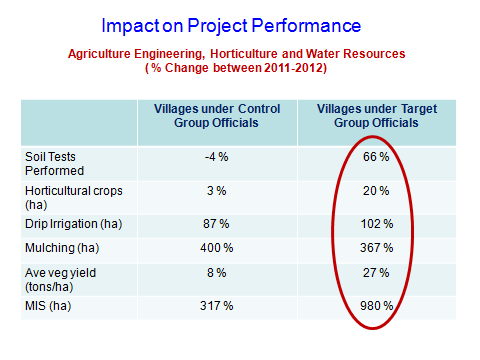 Impact on Project Performance
Agriculture Engineering, Horticulture and Water Resources
( % Change between 2011-2012)
Villages under Control Group Officials
Villages under Target Group Officials
Soil Tests Performed -4 % 66 %
Horticultural crops (ha) 3 % 20 %
Drip Irrigation (ha) 87 % 102 %
Mulching (ha) 400 % 367 %
Ave veg yield (tons/ha) 8 % 27 %
MIS (ha) 317 % 980 %